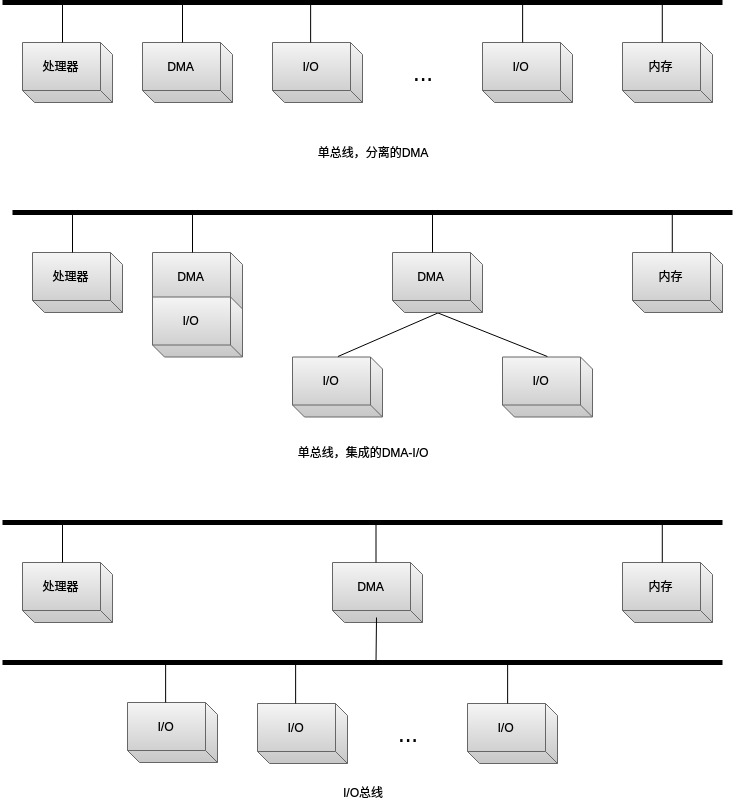 处理器
DMA
I/O
...
I/O
内存
单总线，分离的DMA
处理器
DMA
I/O
DMA
内存
I/O
I/O
单总线，集成的DMA-I/O
处理器
DMA
内存
I/O
I/O
...
I/O
I/O总线